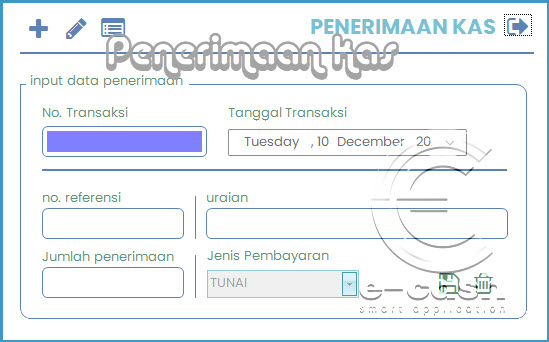 PENERIMAAN KAS
Penerimaan kas
input data penerimaan
No. Transaksi
Tanggal Transaksi
Tuesday , 10 December 20
no. referensi
uraian
Jumlah penerimaan
Jenis Pembayaran
TUNAI
e-cash
smart application